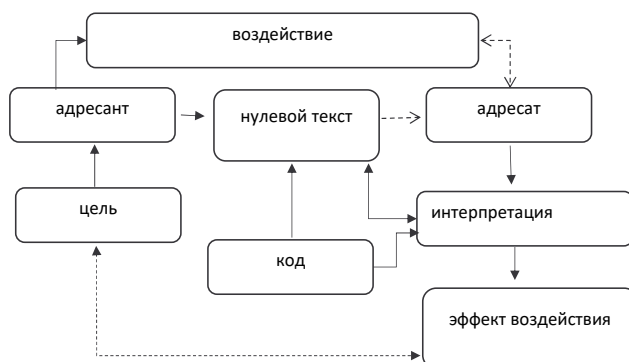 воздействие
адресант
нулевой текст
адресат
цель
интерпретация
код
эффект воздействия